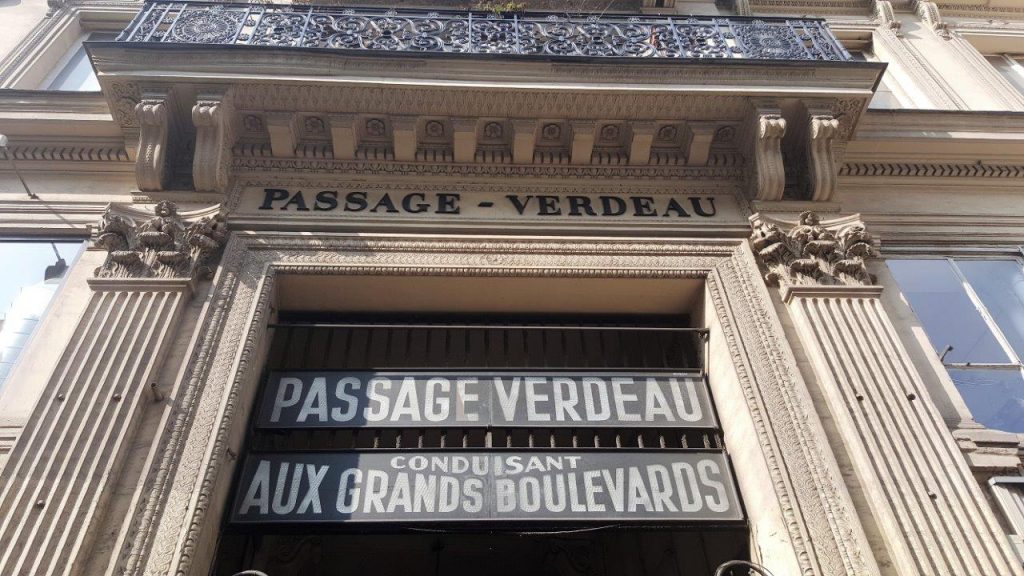 PASSAGE - VERDEAU
PASSAGE VERDEAU
CONDUISANT
AUX GRANDS BOULEVARDS